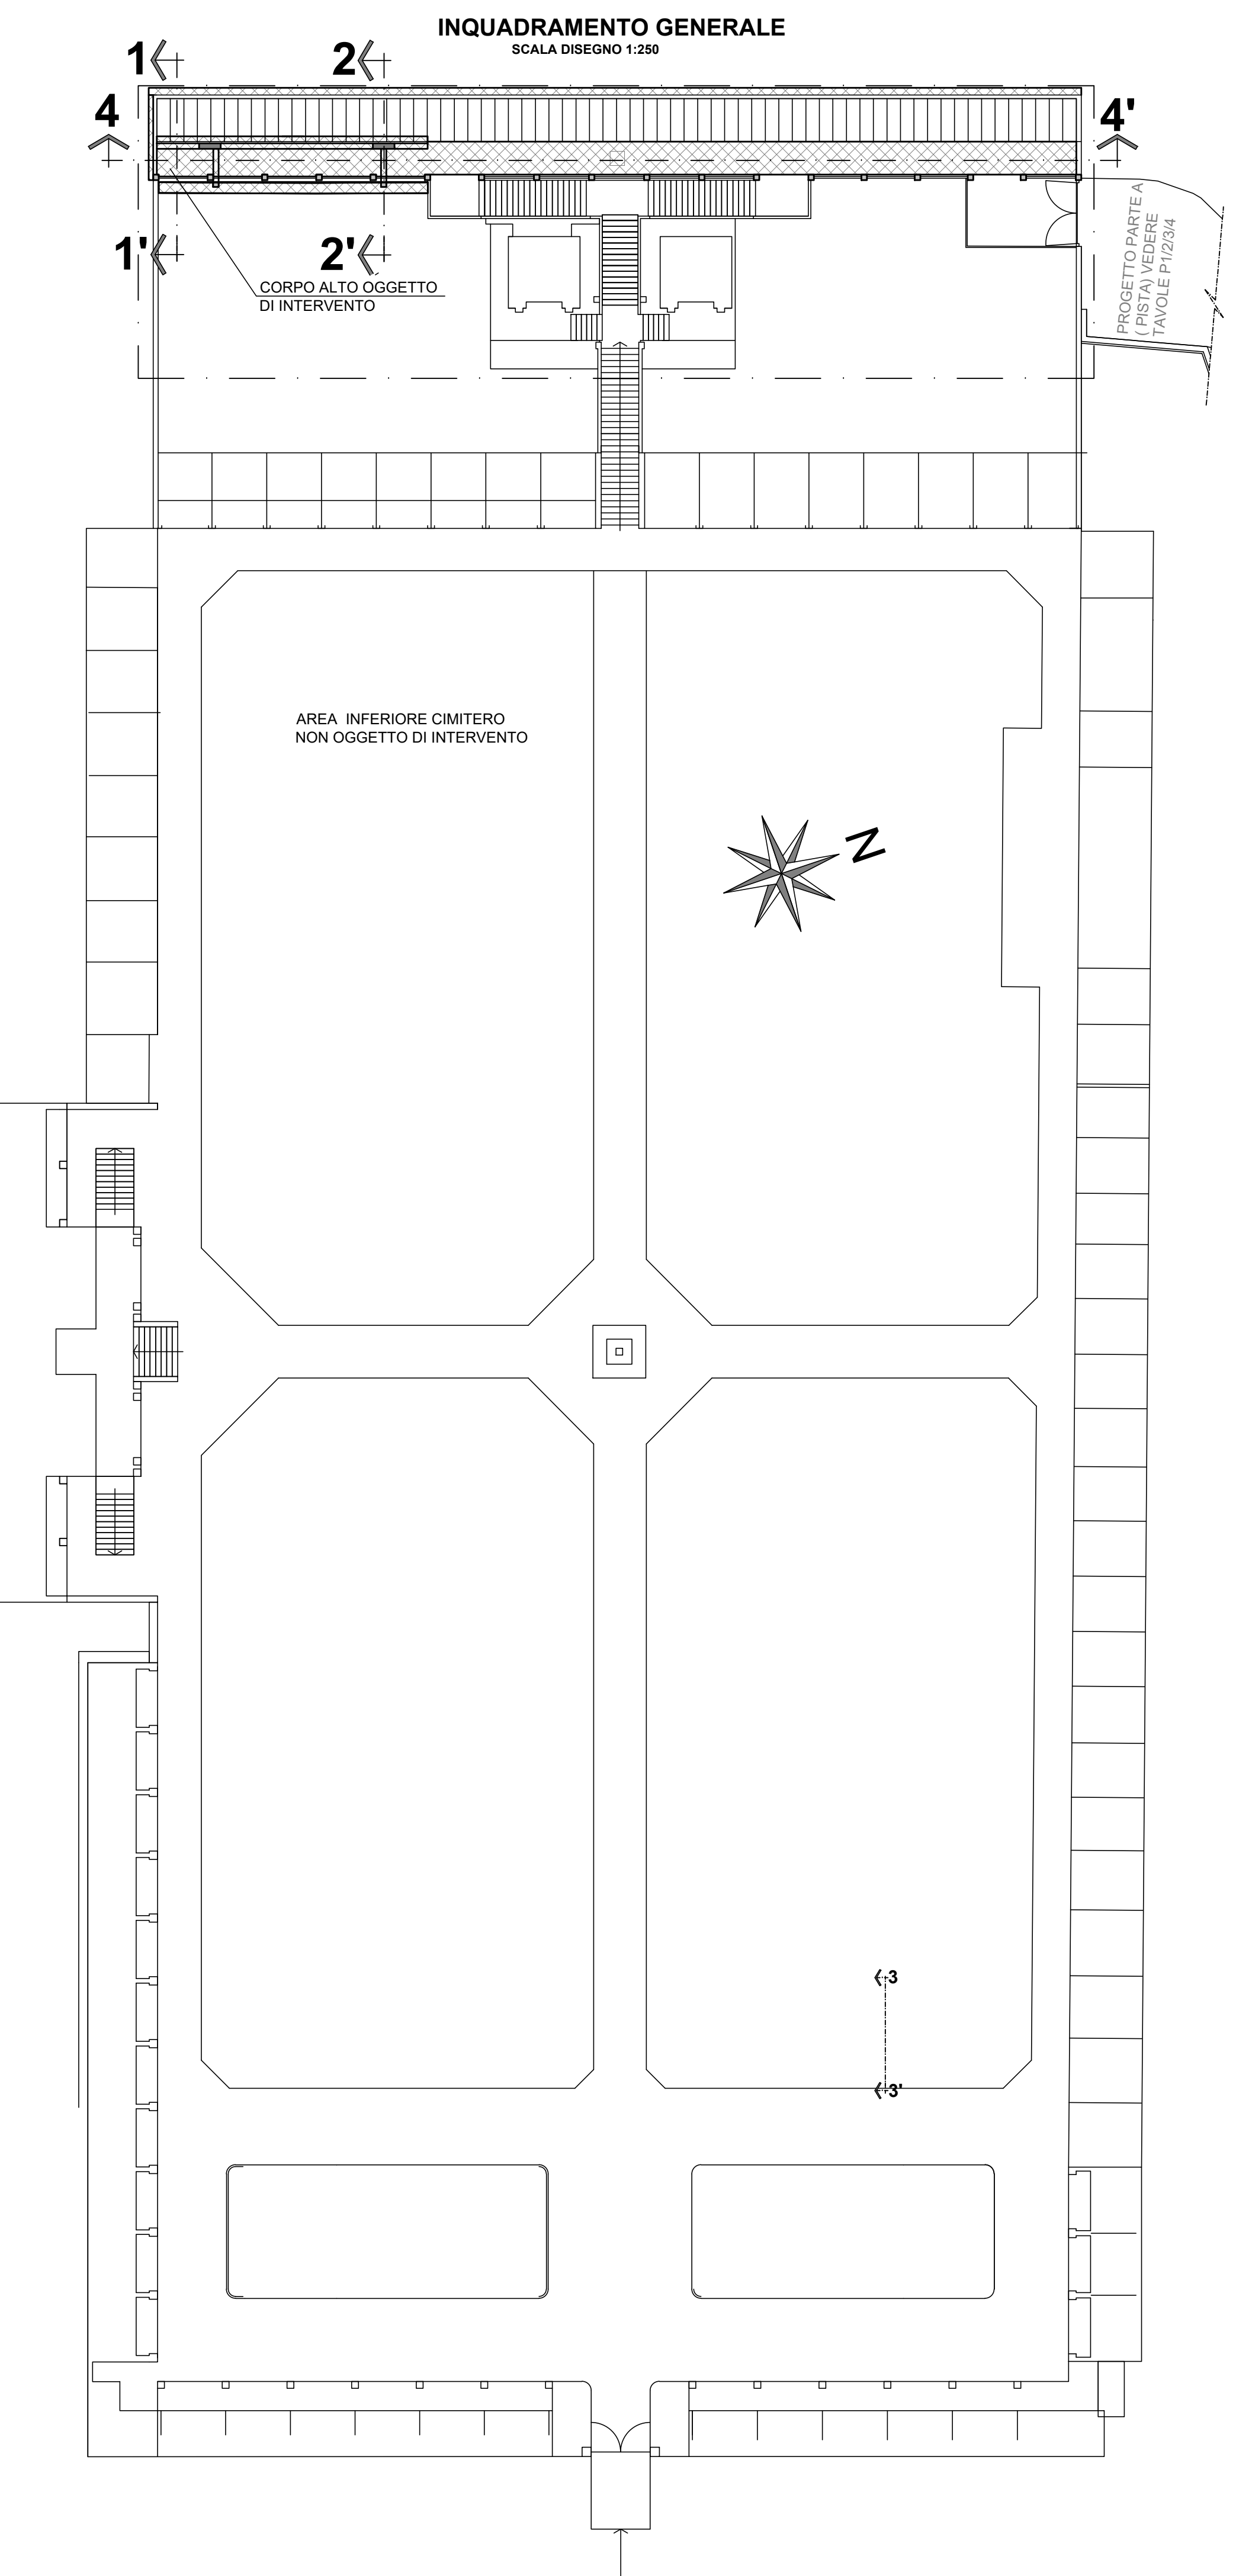 INQUADRAMENTO GENERALE
SCALA DISEGNO 1:250
1
2
4
4'
1'
2'
CORPO ALTO OGGETTO
DI INTERVENTO
PROGETTO PARTE A
( PISTA) VEDERE
TAVOLE P1/2/3/4
AREA INFERIORE CIMITERO
NON OGGETTO DI INTERVENTO
N
3
3'